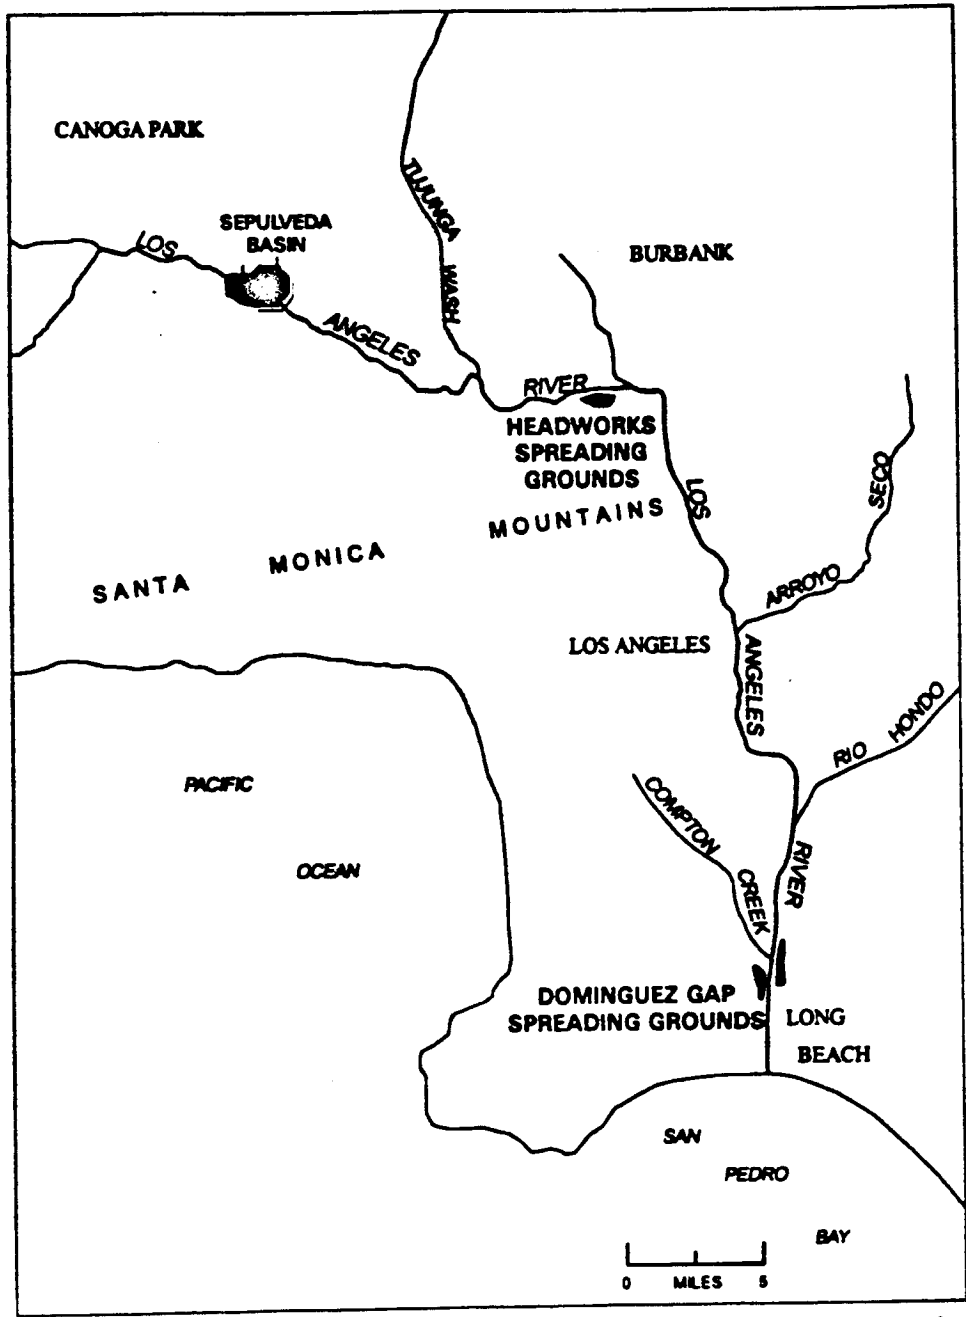 CANOGA PARK
TUJUNGA WASH
SEPULVEDA
BASIN
BURBANK
LOS ANGELES RIVER
HEADWORKS
SPREADING
GROUNDS
SANTA MONICA MOUNTAINS
LOS ANGELES RIVER
ARROYO SECO
LOS ANGELES
RIO HONDO
COMPTON CREEK
PACIFIC
OCEAN
DOMINGUEZ GAP
SPREADING GROUNDS
LONG
BEACH
SAN
PEDRO
BAY
0 MILES 5